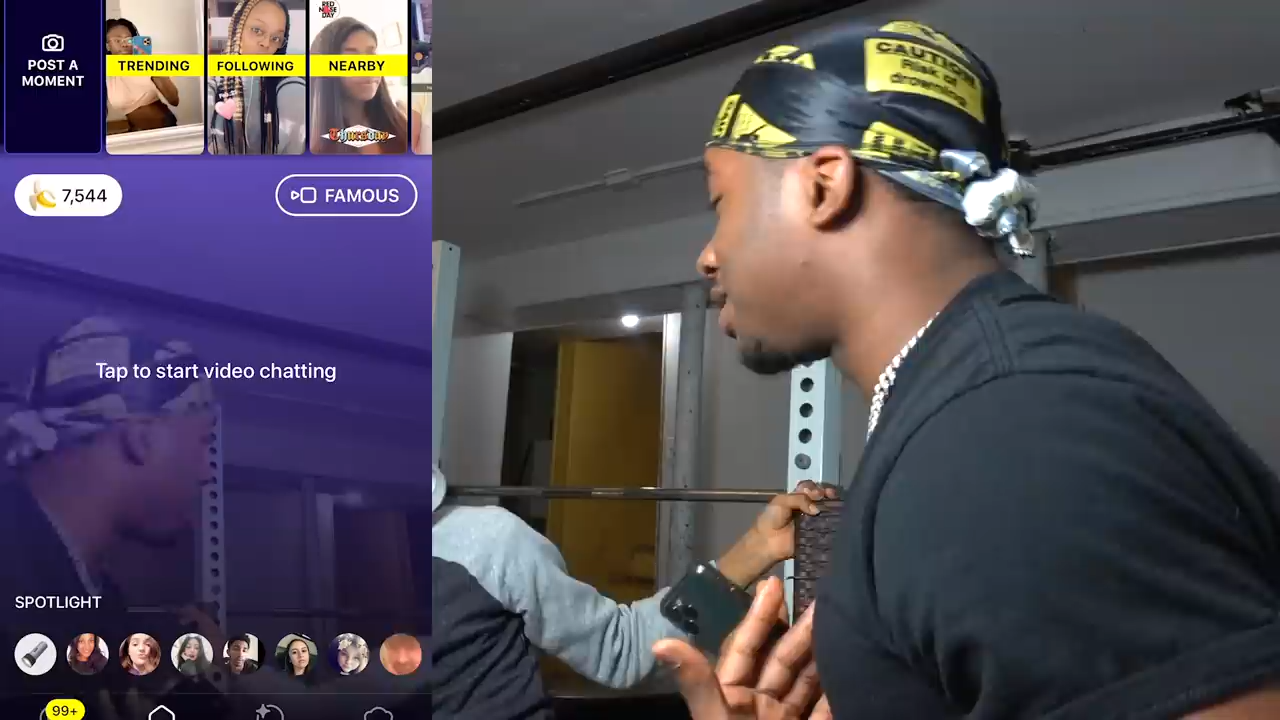 POST A
MOMENT
TRENDING
FOLLOWING
RED
NOSE
DAY
NEARBY
Thursday
7,544
FAMOUS
Tap to start video chatting
SPOTLIGHT
99+
CAUTION
Risk of
drowning